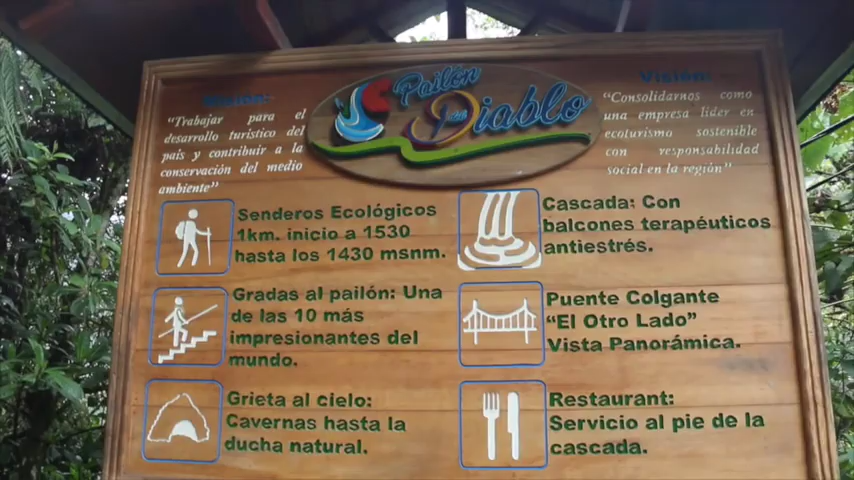 Pailón
del
Diablo
Misión:
"Trabajar para el
desarrollo turístico del
país y contribuir a la
conservación del medio
ambiente"
Visión:
"Consolidarnos como
una empresa líder en
ecoturismo sostenible
con responsabilidad
social en la región"
Senderos Ecológicos
1km. inicio a 1530
hasta los 1430 msnm.
Cascada: Con
balcones terapéuticos
antiestrés.
Gradas al pailón: Una
de las 10 más
impresionantes del
mundo.
Puente Colgante
"El Otro Lado"
Vista Panorámica.
Grieta al cielo:
Cavernas hasta la
ducha natural.
Restaurant:
Servicio al pie de la
cascada.